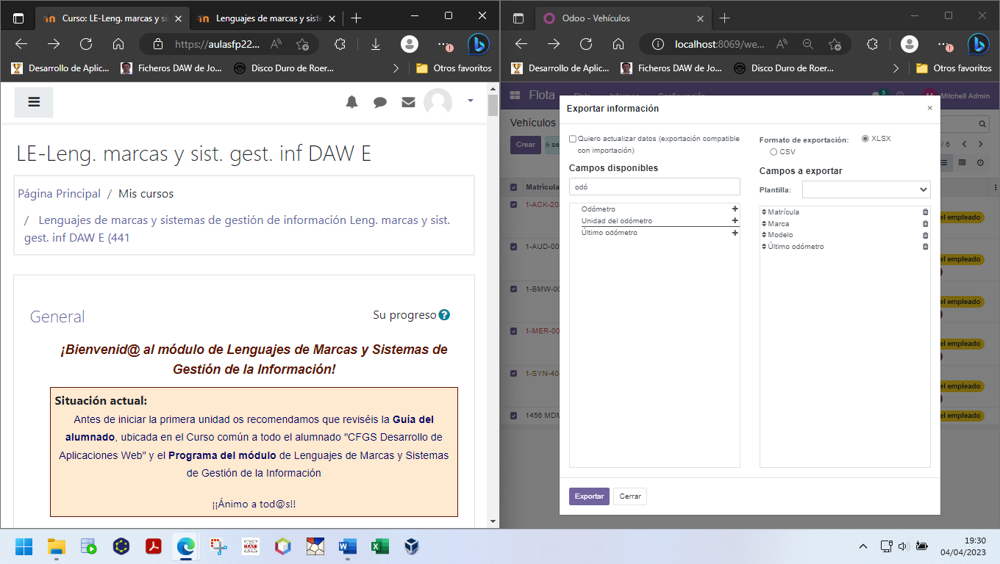 Curso: LE-Leng. marcas y si
Lenguajes de marcas y siste
https://aulasfp22...
Desarrollo de Aplic...
Ficheros DAW de Jo...
Disco Duro de Roer...
Otros favoritos
LE-Leng. marcas y sist. gest. inf DAW E
Página Principal / Mis cursos
/ Lenguajes de marcas y sistemas de gestión de información Leng. marcas y sist.
gest. inf DAW E (441
General
Su progreso
¡Bienvenid@ al módulo de Lenguajes de Marcas y Sistemas de
Gestión de la Información!
Situación actual:
Antes de iniciar la primera unidad os recomendamos que reviséis la Guía del
alumnado, ubicada en el Curso común a todo el alumnado "CFGS Desarrollo de
Aplicaciones Web" y el Programa del módulo de Lenguajes de Marcas y Sistemas
de Gestión de la Información
¡¡Ánimo a tod@s!!
Odoo - Vehículos
localhost:8069/we...
Desarrollo de Aplic...
Ficheros DAW de Jo...
Disco Duro de Roer...
Otros favoritos
Flota
5
Mitchell Admin
Vehículos
Crear
6 se
/ 6
Matrícula
1-ACK-20
el empleado
1-AUD-00
el empleado
1-BMW-00
el empleado
1-MER-00
el empleado
1-SYN-40
el empleado
1456 MDM
el empleado
Exportar información
Quiero actualizar datos (exportación compatible
con importación)
Formato de exportación:
XLSX
CSV
Campos disponibles
Campos a exportar
odó
Plantilla:
Odómetro
Unidad del odómetro
Último odómetro
Matrícula
Marca
Modelo
Último odómetro
Exportar
Cerrar
BASE
19:30
04/04/2023